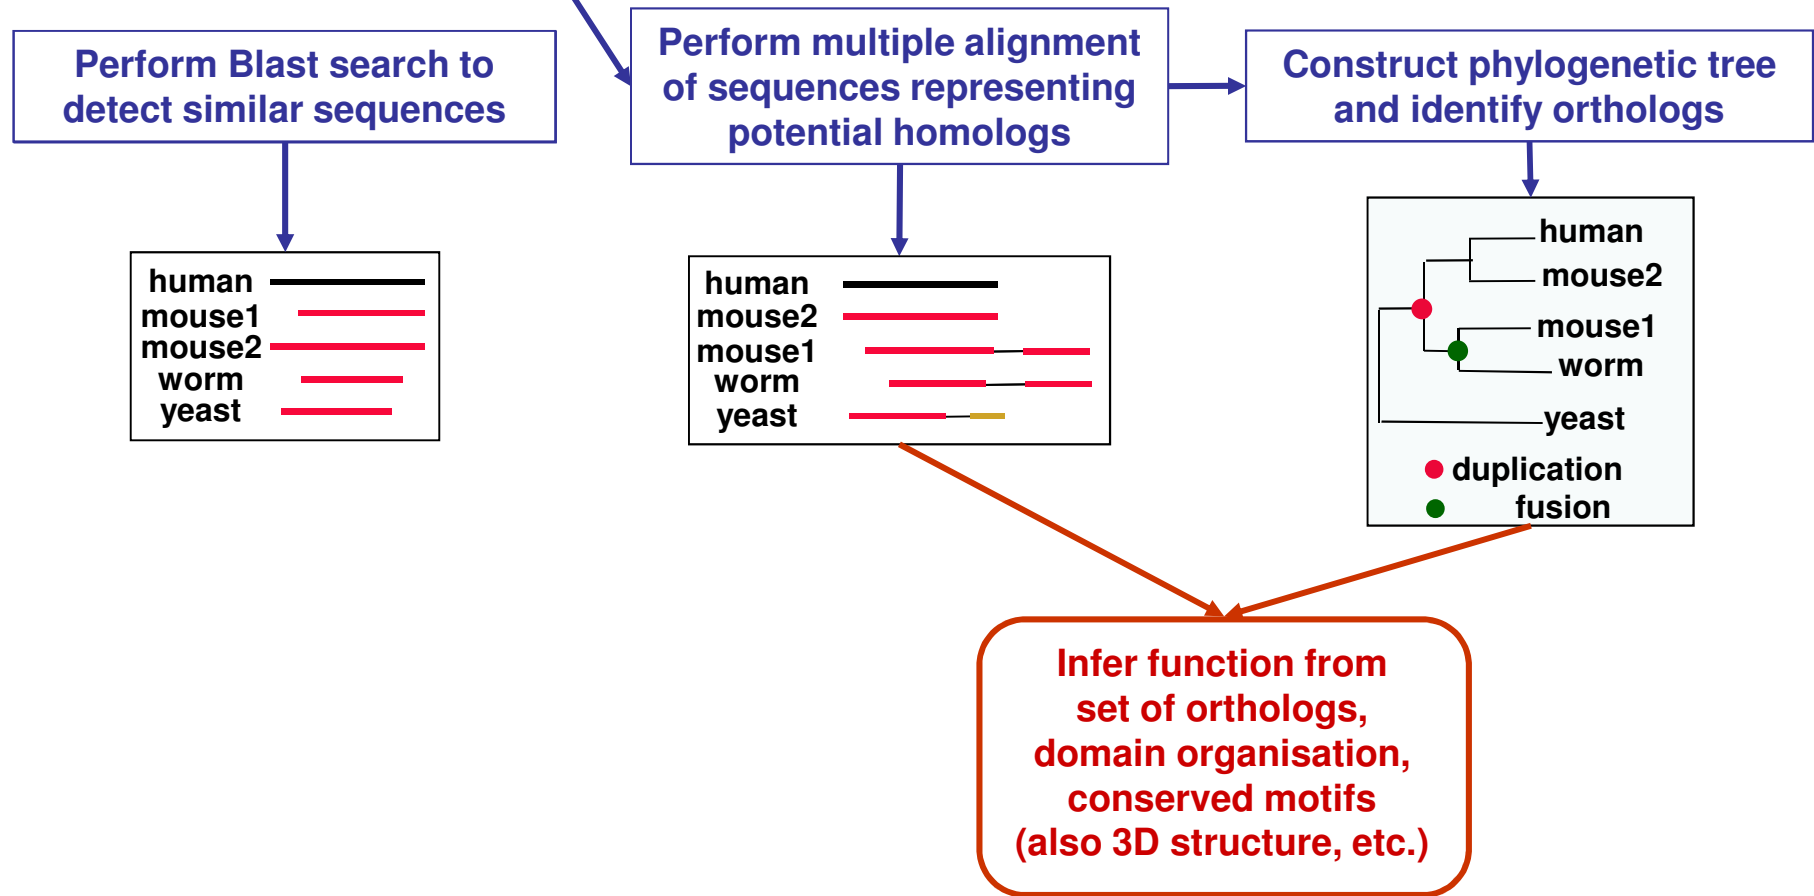 Perform Blast search to
detect similar sequences
Perform multiple alignment
of sequences representing
potential homologs
Construct phylogenetic tree
and identify orthologs
human
mouse1
mouse2
worm
yeast
human
mouse2
mouse1
worm
yeast
human
mouse2
mouse1
worm
yeast
duplication
fusion
Infer function from
set of orthologs,
domain organisation,
conserved motifs
(also 3D structure, etc.)